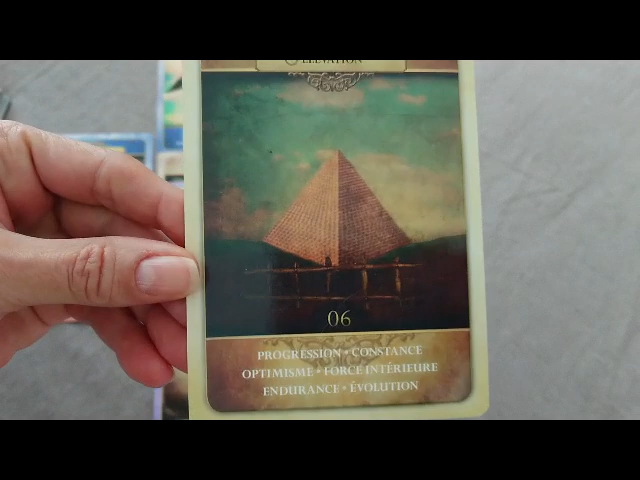 ÉLÉVATION
06
PROGRESSION • CONSTANCE
OPTIMISME • FORCE INTÉRIEURE
ENDURANCE • ÉVOLUTION